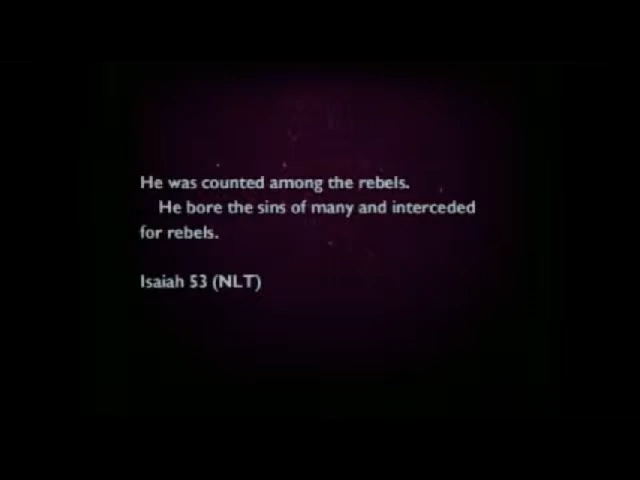 He was counted among the rebels.
He bore the sins of many and interceded
for rebels.
Isaiah 53 (NLT)